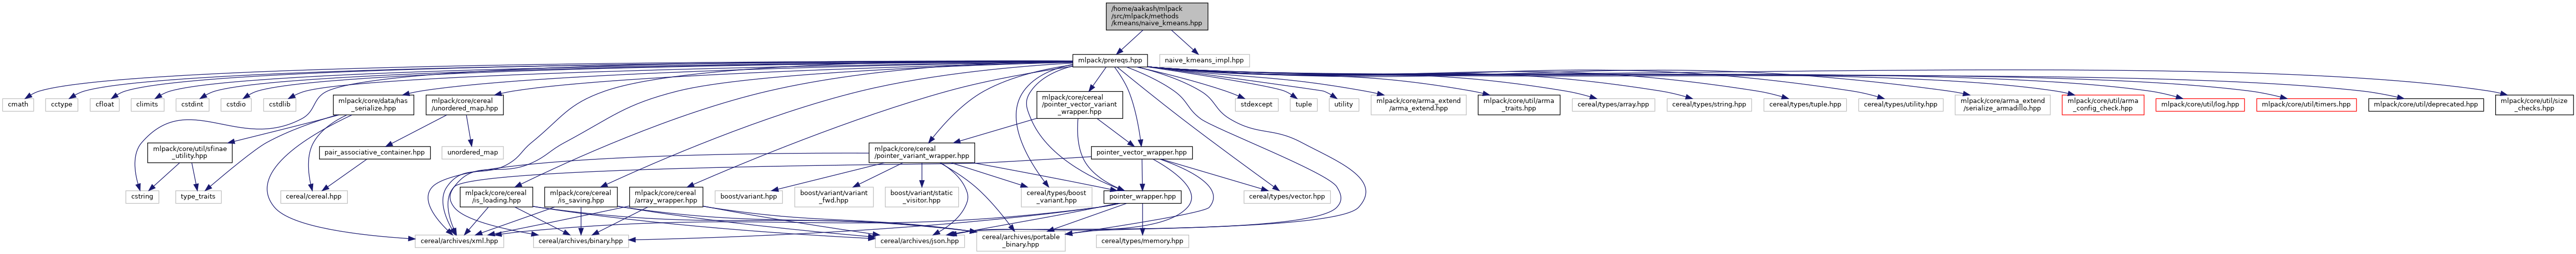 /home/aakash/mlpack
/src/mlpack/methods
/kmeans/naive_kmeans.hpp
mlpack/prereqs.hpp
naive_kmeans_impl.hpp
cmath
cctype
cfloat
climits
cstdint
cstdio
cstdlib
mlpack/core/data/has
_serialize.hpp
mlpack/core/cereal
/unordered_map.hpp
mlpack/core/cereal
/pointer_vector_variant
_wrapper.hpp
stdexcept
tuple
utility
mlpack/core/arma_extend
/arma_extend.hpp
mlpack/core/util/arma
_traits.hpp
cereal/types/array.hpp
cereal/types/string.hpp
cereal/types/tuple.hpp
cereal/types/utility.hpp
mlpack/core/arma_extend
/serialize_armadillo.hpp
mlpack/core/util/arma
_config_check.hpp
mlpack/core/util/log.hpp
mlpack/core/util/timers.hpp
mlpack/core/util/deprecated.hpp
mlpack/core/util/size
_checks.hpp
mlpack/core/util/sfinae
_utility.hpp
pair_associative_container.hpp
unordered_map
mlpack/core/cereal
/pointer_variant_wrapper.hpp
pointer_vector_wrapper.hpp
cstring
type_traits
cereal/cereal.hpp
mlpack/core/cereal
/is_loading.hpp
mlpack/core/cereal
/is_saving.hpp
mlpack/core/cereal
/array_wrapper.hpp
boost/variant.hpp
boost/variant/variant
_fwd.hpp
boost/variant/static
_visitor.hpp
cereal/types/boost
_variant.hpp
pointer_wrapper.hpp
cereal/types/vector.hpp
cereal/archives/xml.hpp
cereal/archives/binary.hpp
cereal/archives/json.hpp
cereal/archives/portable
_binary.hpp
cereal/types/memory.hpp